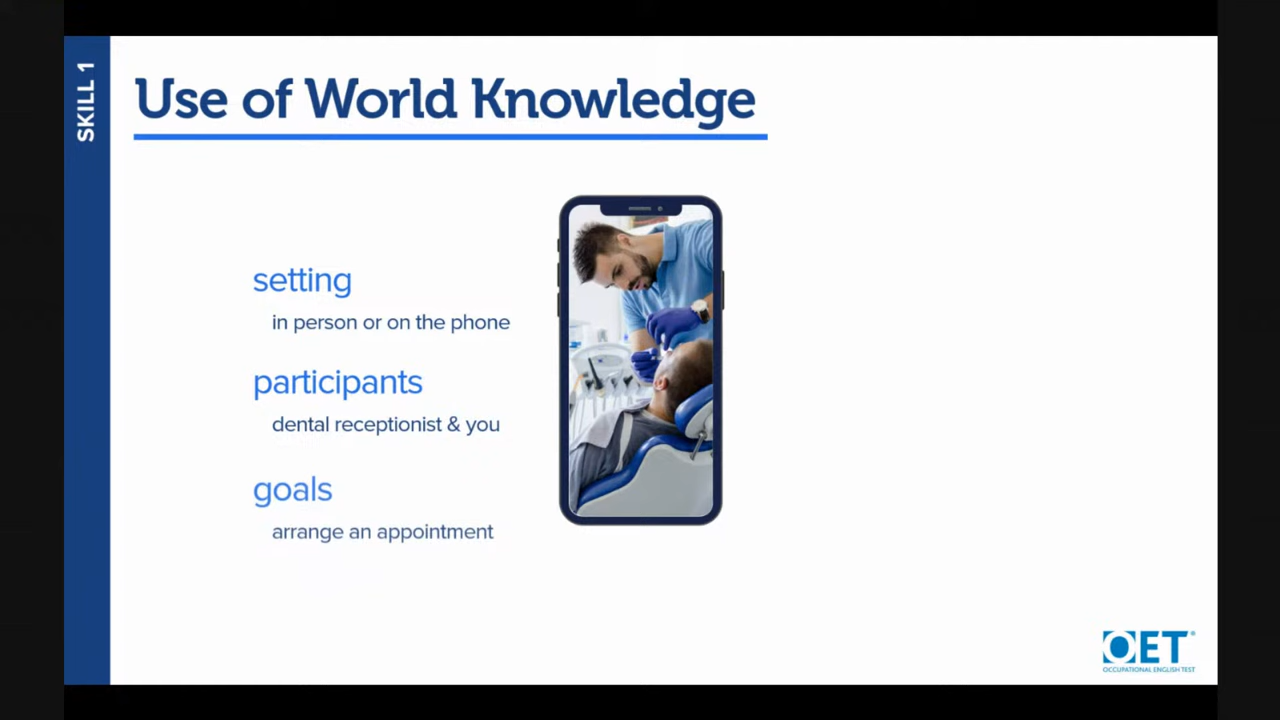 SKILL 1
Use of World Knowledge
setting
in person or on the phone
participants
dental receptionist & you
goals
arrange an appointment
OET®
OCCUPATIONAL ENGLISH TEST